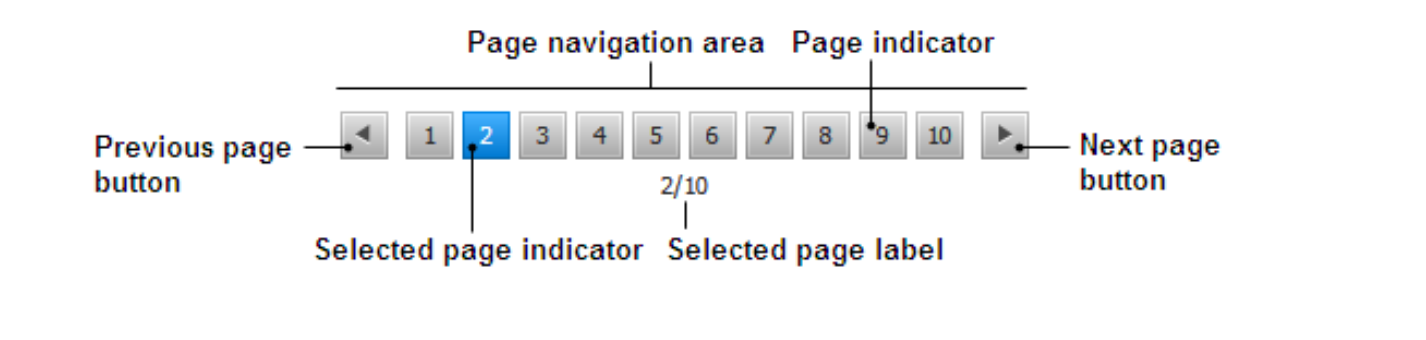 Page navigation area Page indicator
1 2 3 4 5 6 7 8 9 10
Previous page
button
Next page
button
2/10
Selected page indicator Selected page label